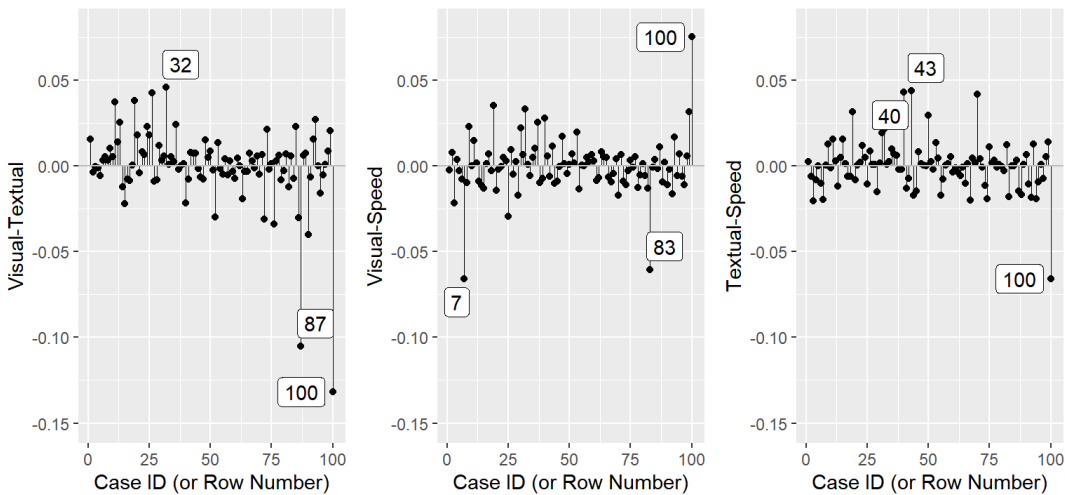 Visual-Textual
0.05
0.00
-0.05
-0.10
-0.15
32
87
100
0 25 50 75 100
Case ID (or Row Number)
Visual-Speed
0.05
0.00
-0.05
-0.10
-0.15
100
83
7
0 25 50 75 100
Case ID (or Row Number)
Textual-Speed
0.05
0.00
-0.05
-0.10
-0.15
43
40
100
0 25 50 75 100
Case ID (or Row Number)